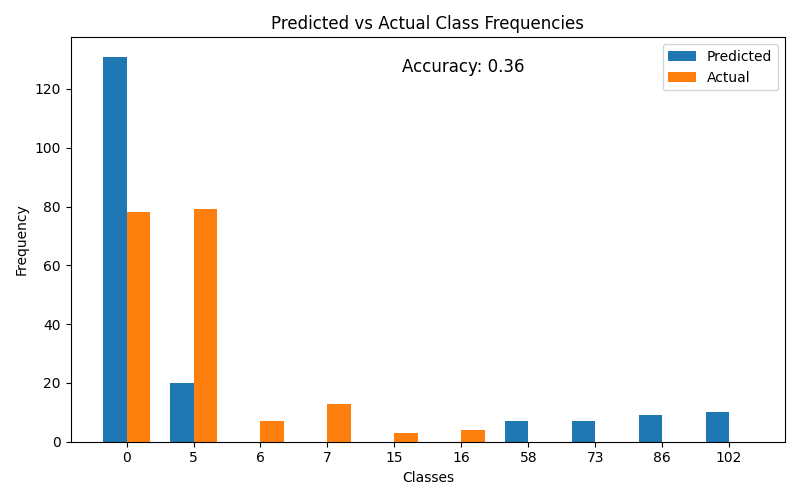 Predicted vs Actual Class Frequencies
Accuracy: 0.36
Predicted
Actual
Frequency
120
100
80
60
40
20
0
0 5 6 7 15 16 58 73 86 102
Classes